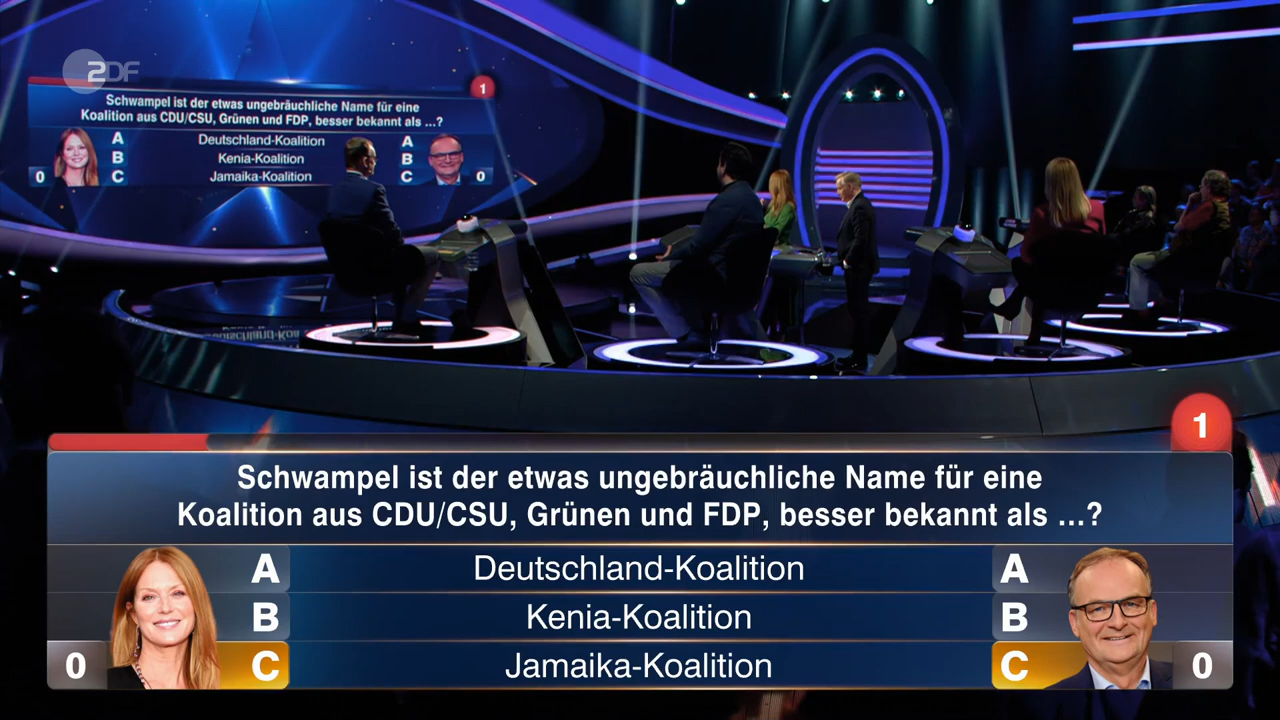 ZDF
1
Schwampel ist der etwas ungebräuchliche Name für eine
Koalition aus CDU/CSU, Grünen und FDP, besser bekannt als ...?
A Deutschland-Koalition A
B Kenia-Koalition B
0 C Jamaika-Koalition C 0
1
Schwampel ist der etwas ungebräuchliche Name für eine
Koalition aus CDU/CSU, Grünen und FDP, besser bekannt als ...?
A Deutschland-Koalition A
B Kenia-Koalition B
0 C Jamaika-Koalition C 0